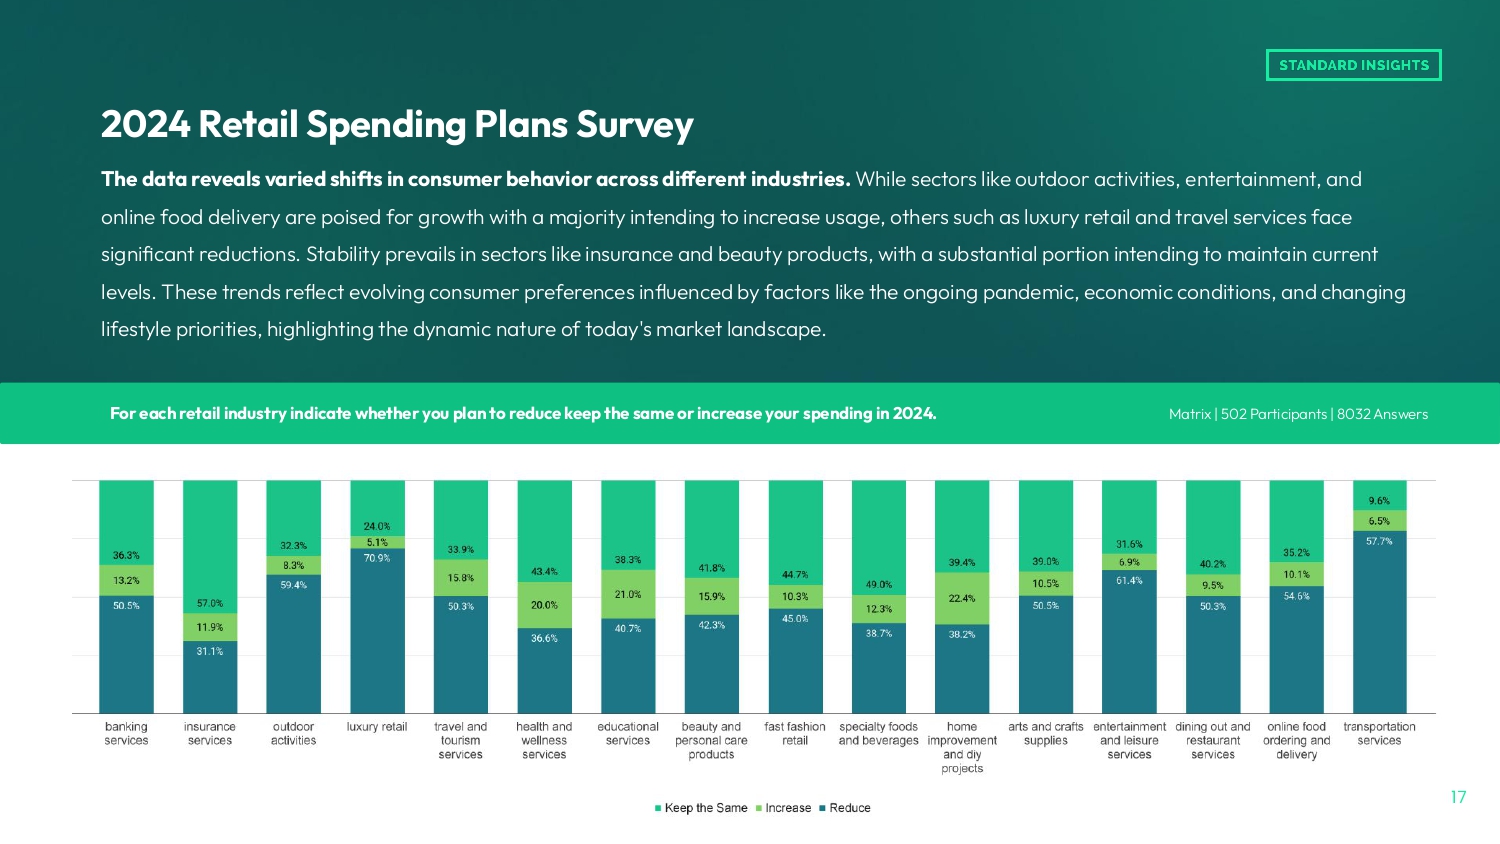 STANDARD INSIGHTS
2024 Retail Spending Plans Survey
The data reveals varied shifts in consumer behavior across different industries. While sectors like outdoor activities, entertainment, and
online food delivery are poised for growth with a majority intending to increase usage, others such as luxury retail and travel services face
significant reductions. Stability prevails in sectors like insurance and beauty products, with a substantial portion intending to maintain current
levels. These trends reflect evolving consumer preferences influenced by factors like the ongoing pandemic, economic conditions, and changing
lifestyle priorities, highlighting the dynamic nature of today's market landscape.
For each retail industry indicate whether you plan to reduce keep the same or increase your spending in 2024.
Matrix | 502 Participants | 8032 Answers
36.3%
13.2%
50.5%
banking
services
57.0%
11.9%
31.1%
insurance
services
32.3%
8.3%
59.4%
outdoor
activities
24.0%
5.1%
70.9%
luxury retail
33.9%
15.8%
50.3%
travel and
tourism
services
43.4%
20.0%
36.6%
health and
wellness
services
38.3%
21.0%
40.7%
educational
services
41.8%
15.9%
42.3%
beauty and
personal care
products
44.7%
10.3%
45.0%
fast fashion
retail
49.0%
12.3%
38.7%
specialty foods
and beverages
39.4%
22.4%
38.2%
home
improvement
and diy
projects
39.0%
10.5%
50.5%
arts and crafts
supplies
31.6%
6.9%
61.4%
entertainment
and leisure
services
40.2%
9.5%
50.3%
dining out and
restaurant
services
35.2%
10.1%
54.6%
online food
ordering and
delivery
9.6%
6.5%
57.7%
transportation
services
Keep the Same Increase Reduce
17